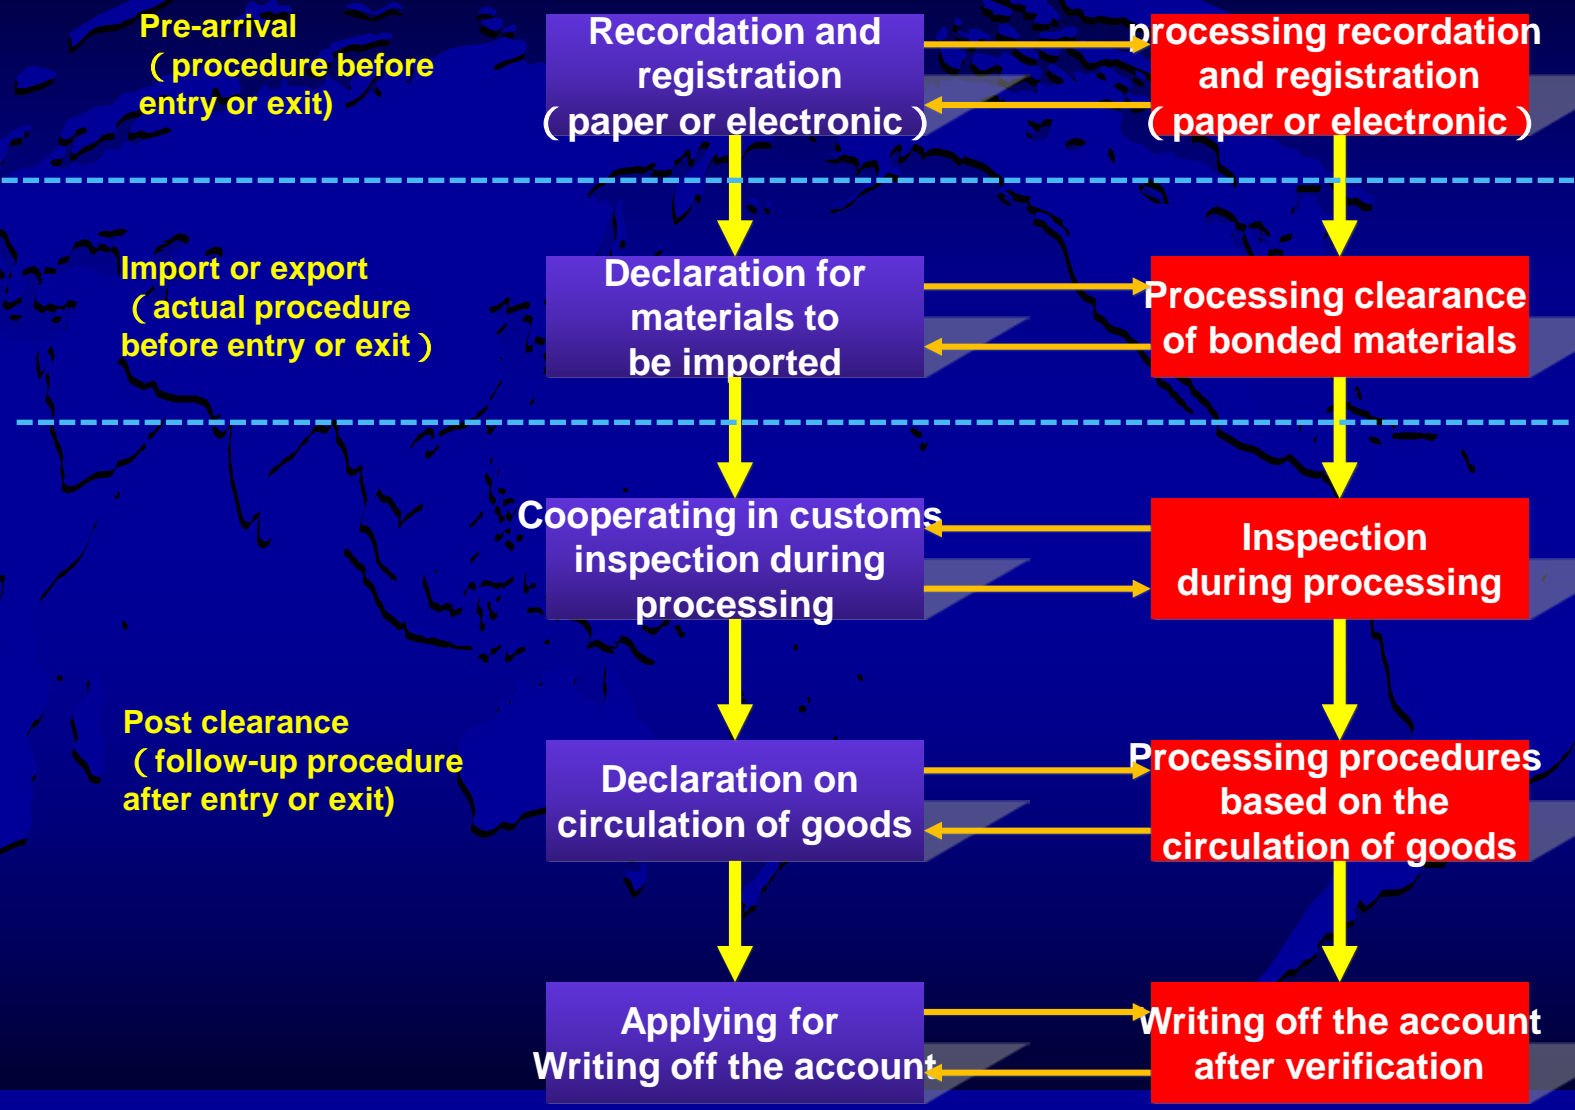 Pre-arrival
（procedure before
entry or exit)
Recordation and
registration
（paper or electronic）
processing recordation
and registration
（paper or electronic）
Import or export
（actual procedure
before entry or exit）
Declaration for
materials to
be imported
Processing clearance
of bonded materials
Cooperating in customs
inspection during
processing
Inspection
during processing
Post clearance
（follow-up procedure
after entry or exit)
Declaration on
circulation of goods
Processing procedures
based on the
circulation of goods
Applying for
Writing off the account
Writing off the account
after verification